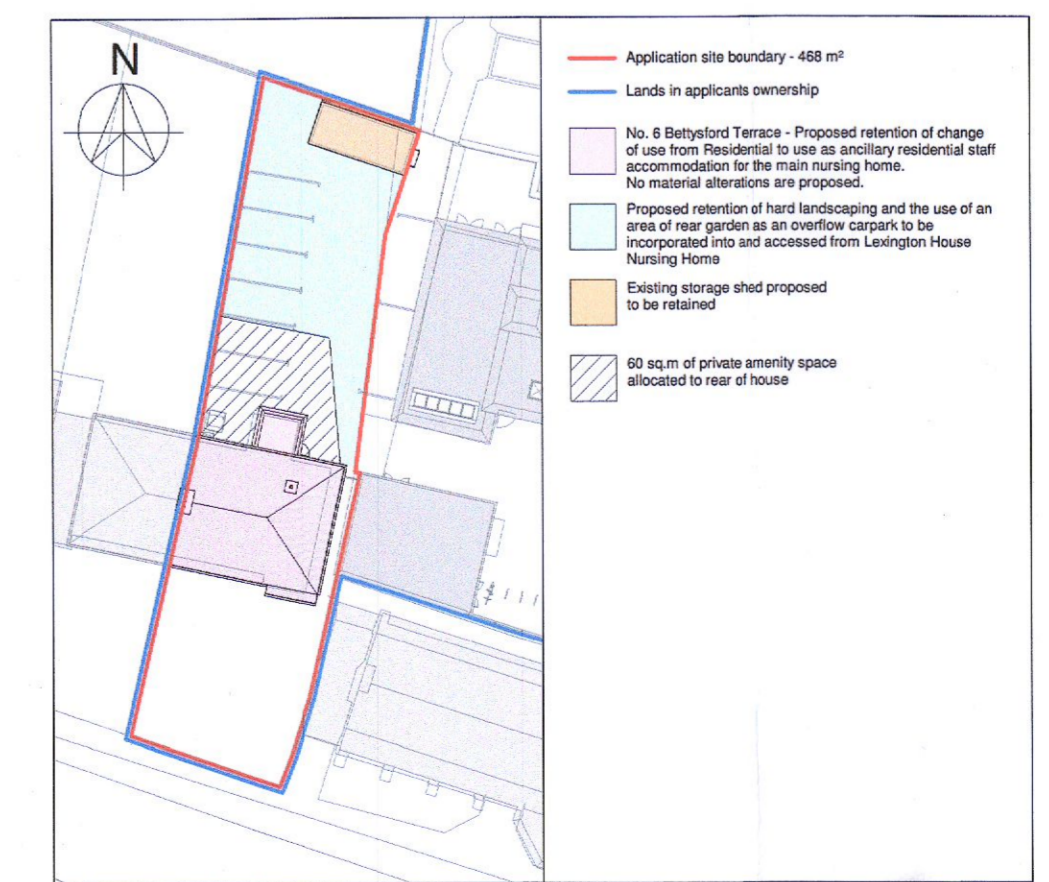 N
Application site boundary - 468 m²
Lands in applicants ownership
No. 6 Bettysford Terrace - Proposed retention of change
of use from Residential to use as ancillary residential staff
accommodation for the main nursing home.
No material alterations are proposed.
Proposed retention of hard landscaping and the use of an
area of rear garden as an overflow carpark to be
incorporated into and accessed from Lexington House
Nursing Home
Existing storage shed proposed
to be retained
60 sq.m of private amenity space
allocated to rear of house